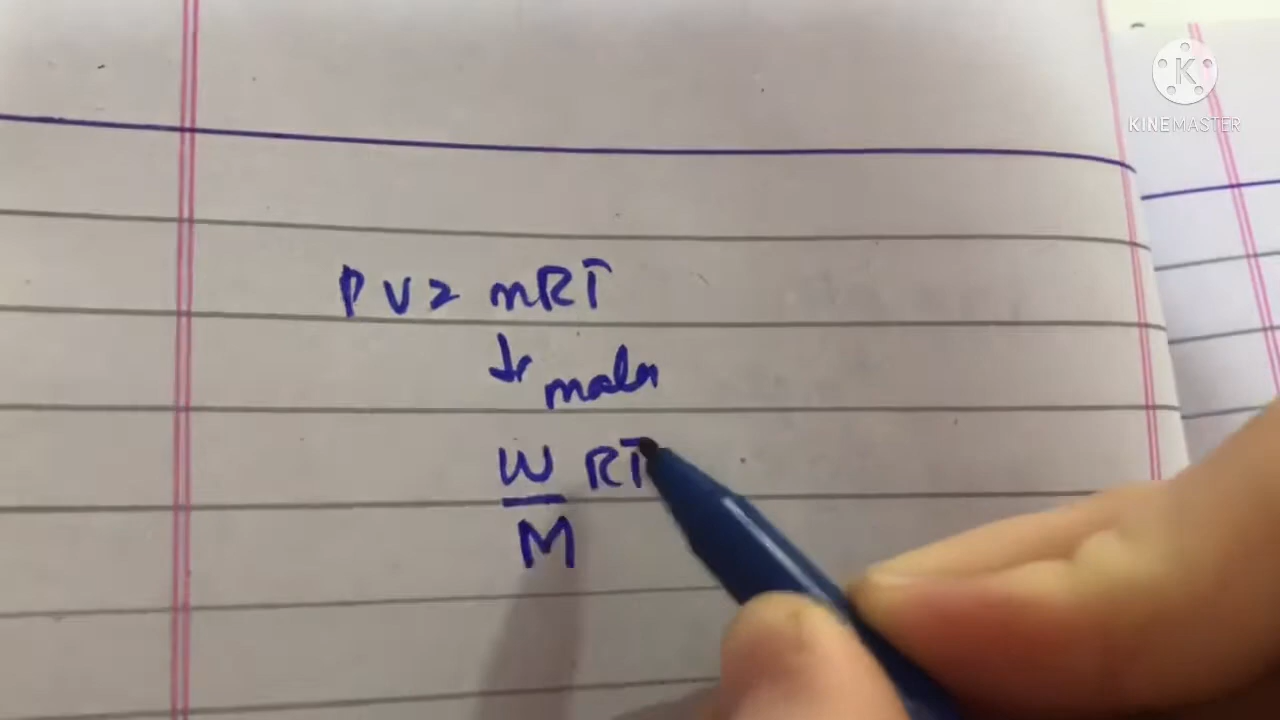 PV= nRT
↓ moles
W RT
M
K
KINEMASTER